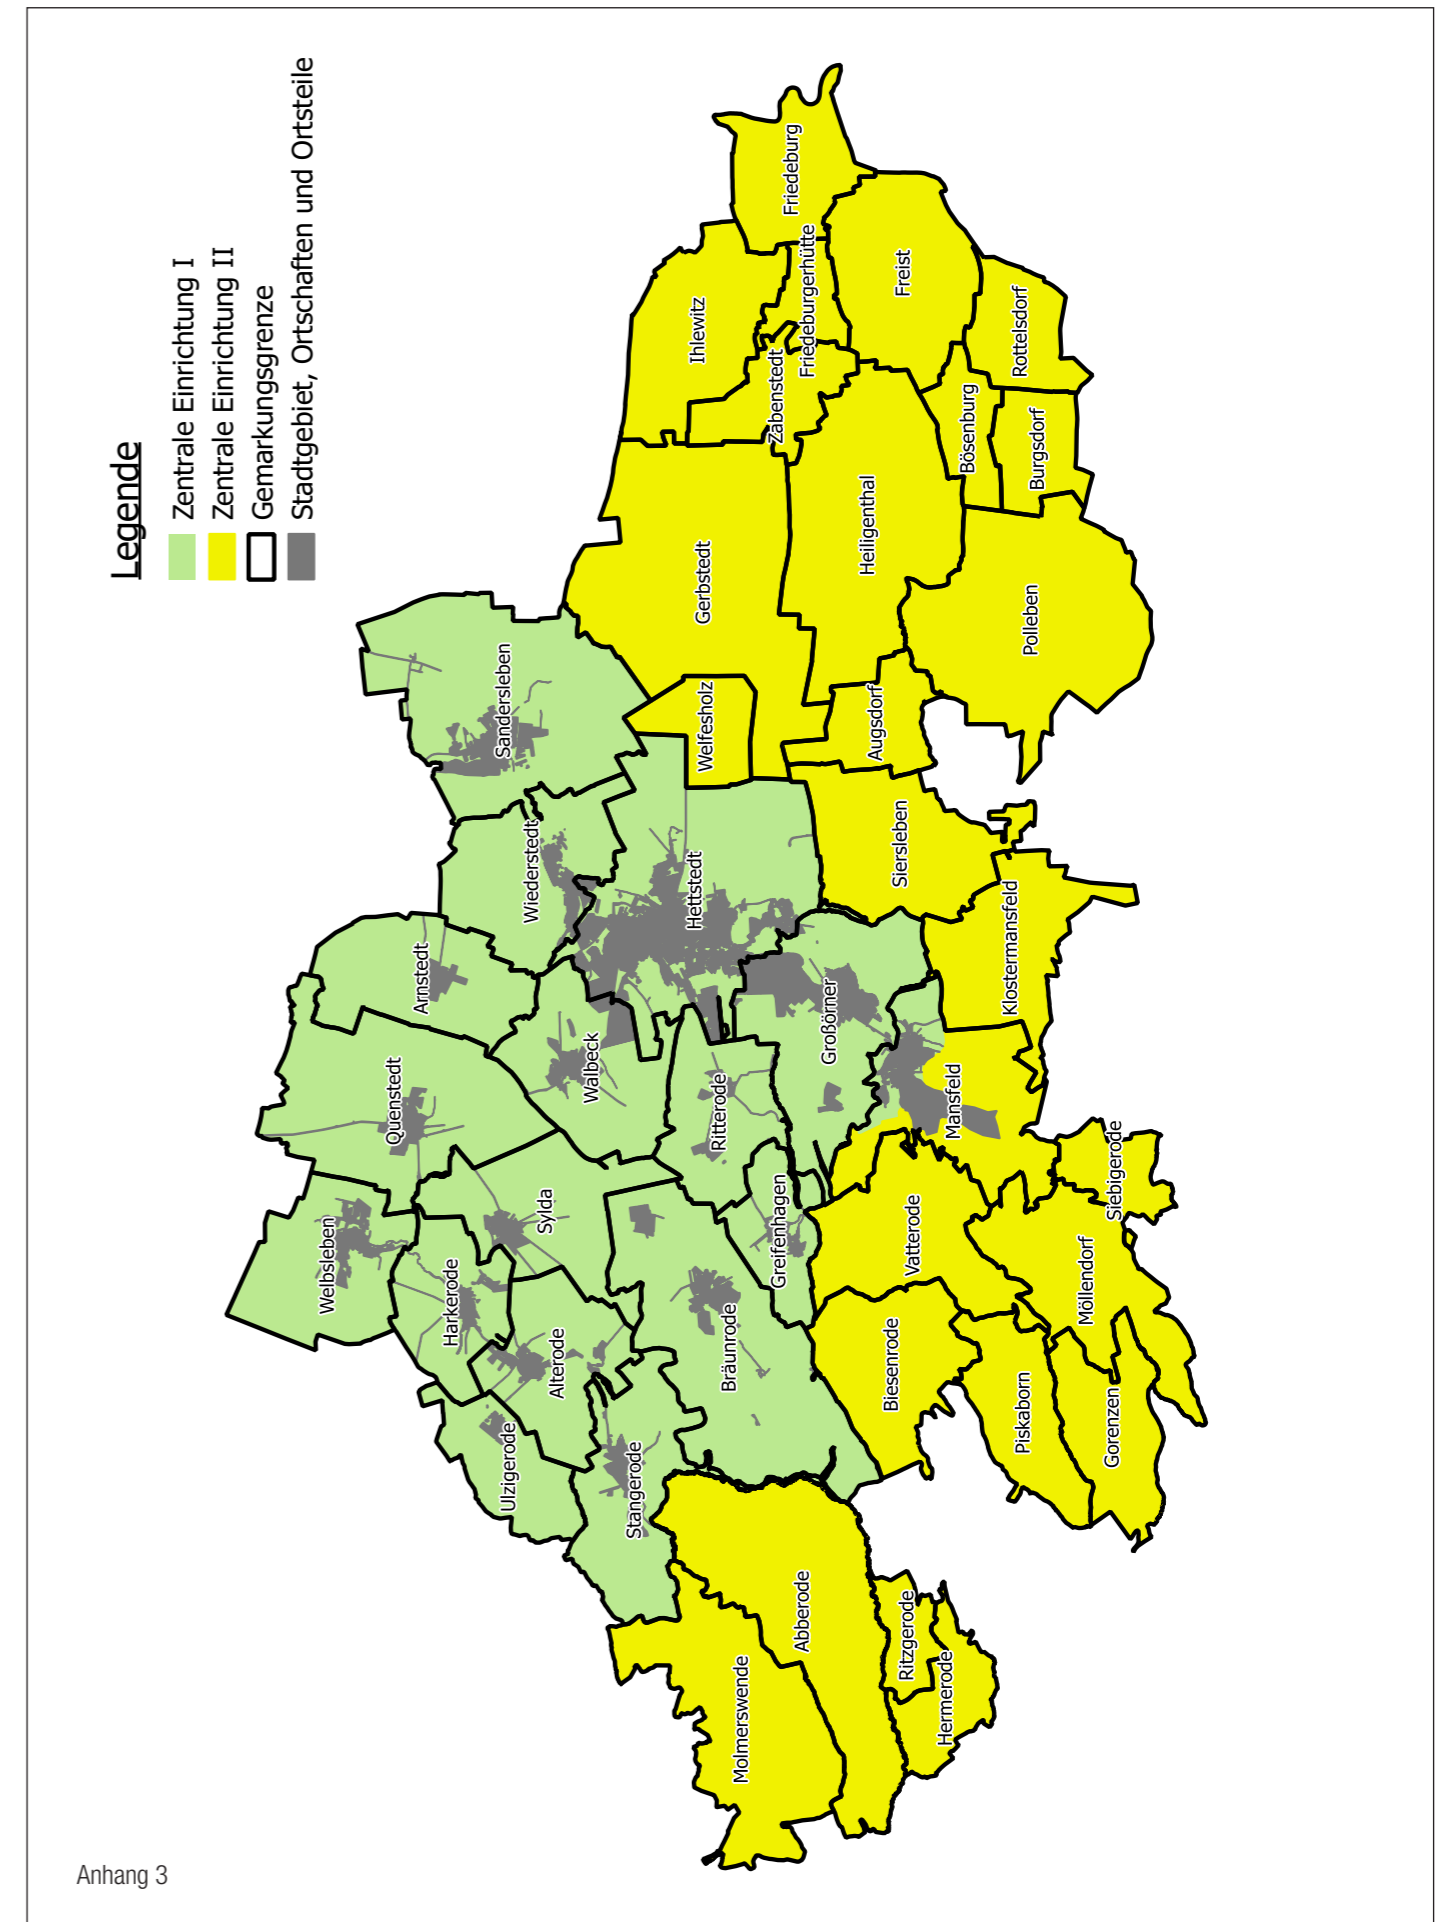 Legende
Zentrale Einrichtung I
Zentrale Einrichtung II
Gemarkungsgrenze
Stadtgebiet, Ortschaften und Ortsteile
Friedeburg
Friedeburgerhütte
Freist
Ihlewitz
Zabenstedt
Rottelsdorf
Bösenburg
Burgsdorf
Heiligenthal
Gerbstedt
Polleben
Welfesholz
Augsdorf
Sandersleben
Siersleben
Wiederstedt
Hettstedt
Klostermansfeld
Arnstedt
Großörner
Walbeck
Mansfeld
Quenstedt
Ritterode
Siebigerode
Sylda
Greifenhagen
Vatterode
Möllendorf
Welbsleben
Harkerode
Alterode
Bräunrode
Biesenrode
Piskaborn
Gorenzen
Ulzigerode
Stangerode
Abberode
Ritzgerode
Hermerode
Molmerswende
Anhang 3